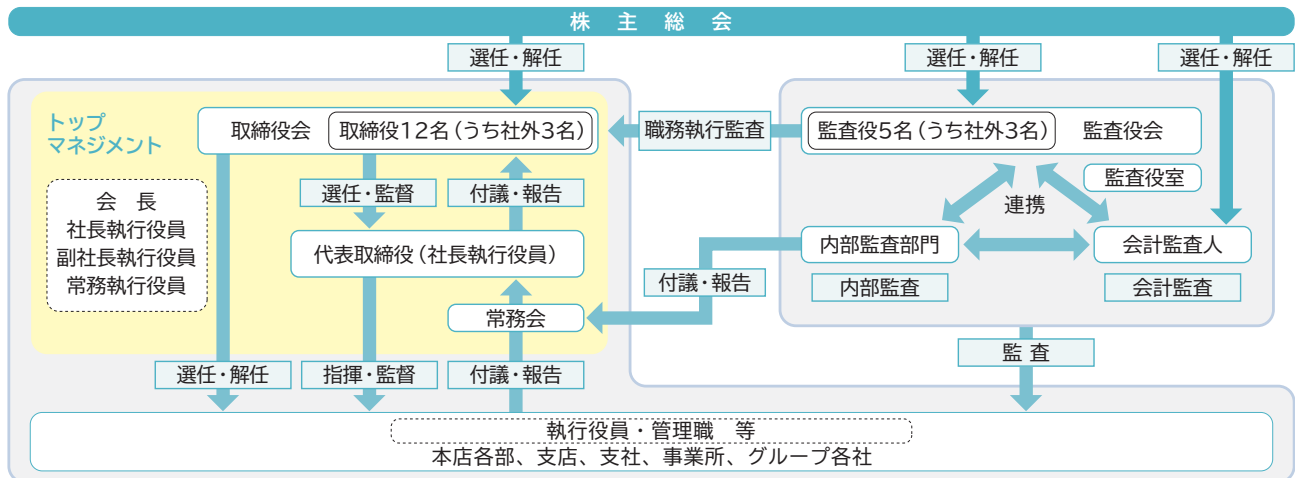 株 主 総 会
選任・解任
選任・解任
選任・解任
トップ
マネジメント
取締役会
取締役12名(うち社外3名)
職務執行監査
監査役5名(うち社外3名)
監査役会
監査役室
会　長
社長執行役員
副社長執行役員
常務執行役員
選任・監督
付議・報告
連携
代表取締役(社長執行役員)
内部監査部門
会計監査人
付議・報告
内部監査
会計監査
常務会
監 査
選任・解任
指揮・監督
付議・報告
執行役員・管理職　等
本店各部、支店、支社、事業所、グループ各社